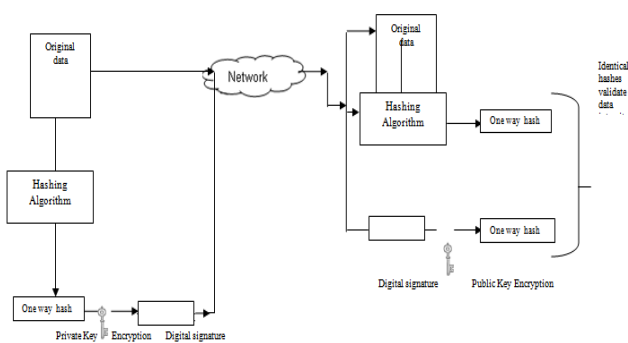 Original
data
Hashing
Algorithm
One way hash
Private Key
Encryption
Digital signature
Network
Original
data
Hashing
Algorithm
One way hash
One way hash
Digital signature
Public Key Encryption
Identical
hashes
validate
data